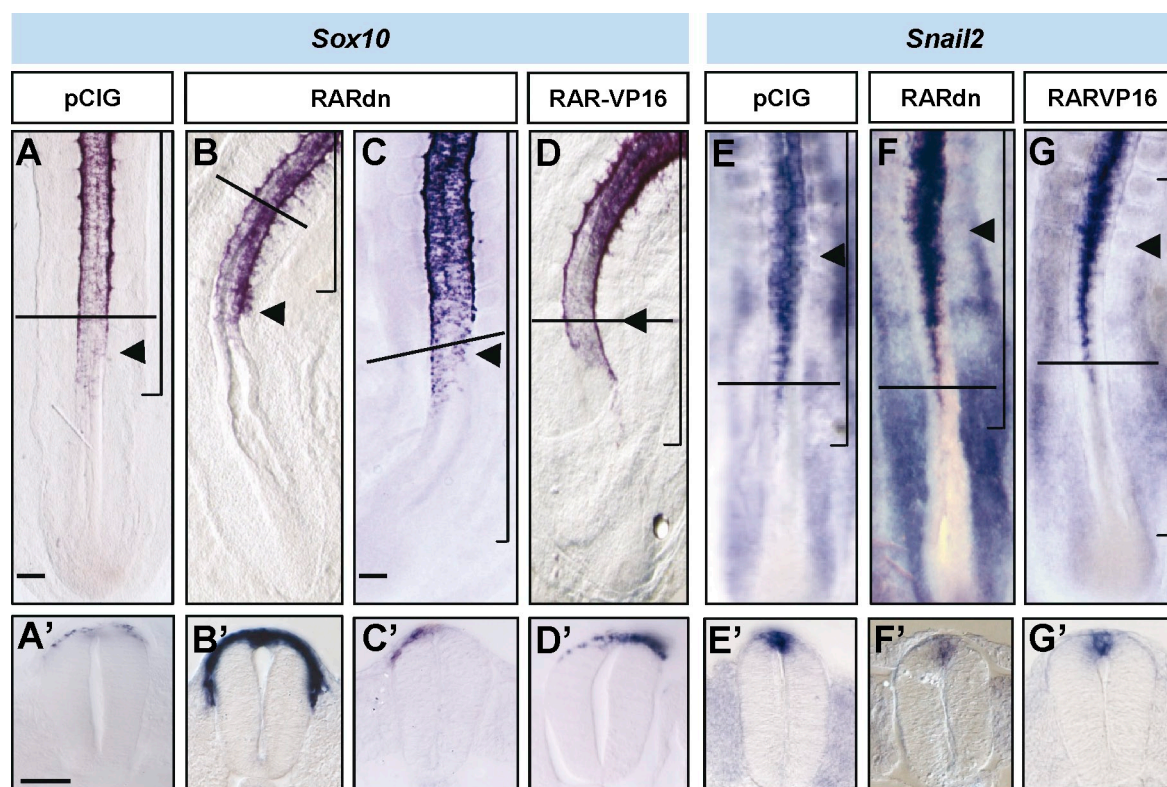 Sox10 Snail2
pCIG RARdn RAR-VP16 pCIG RARdn RARVP16
A B C D E F G
A' B' C' D' E' F' G'